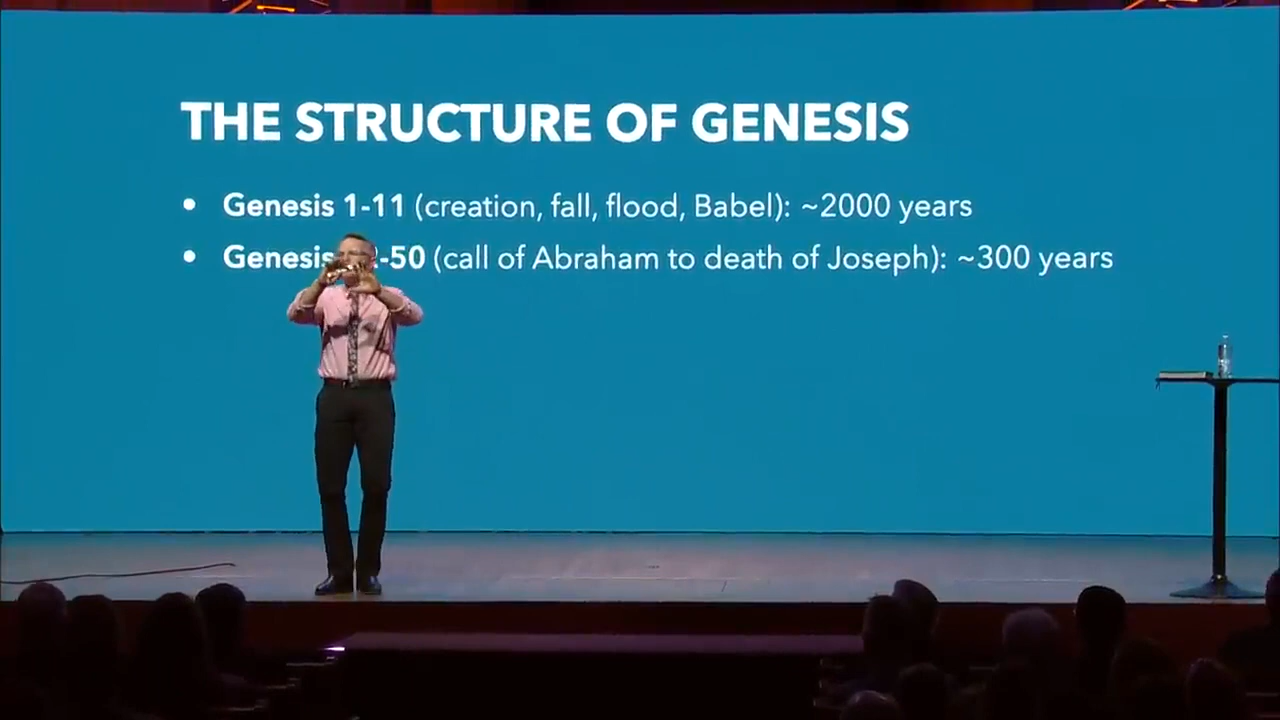 THE STRUCTURE OF GENESIS
• Genesis 1-11 (creation, fall, flood, Babel): ~2000 years
• Genesis -50 (call of Abraham to death of Joseph): ~300 years